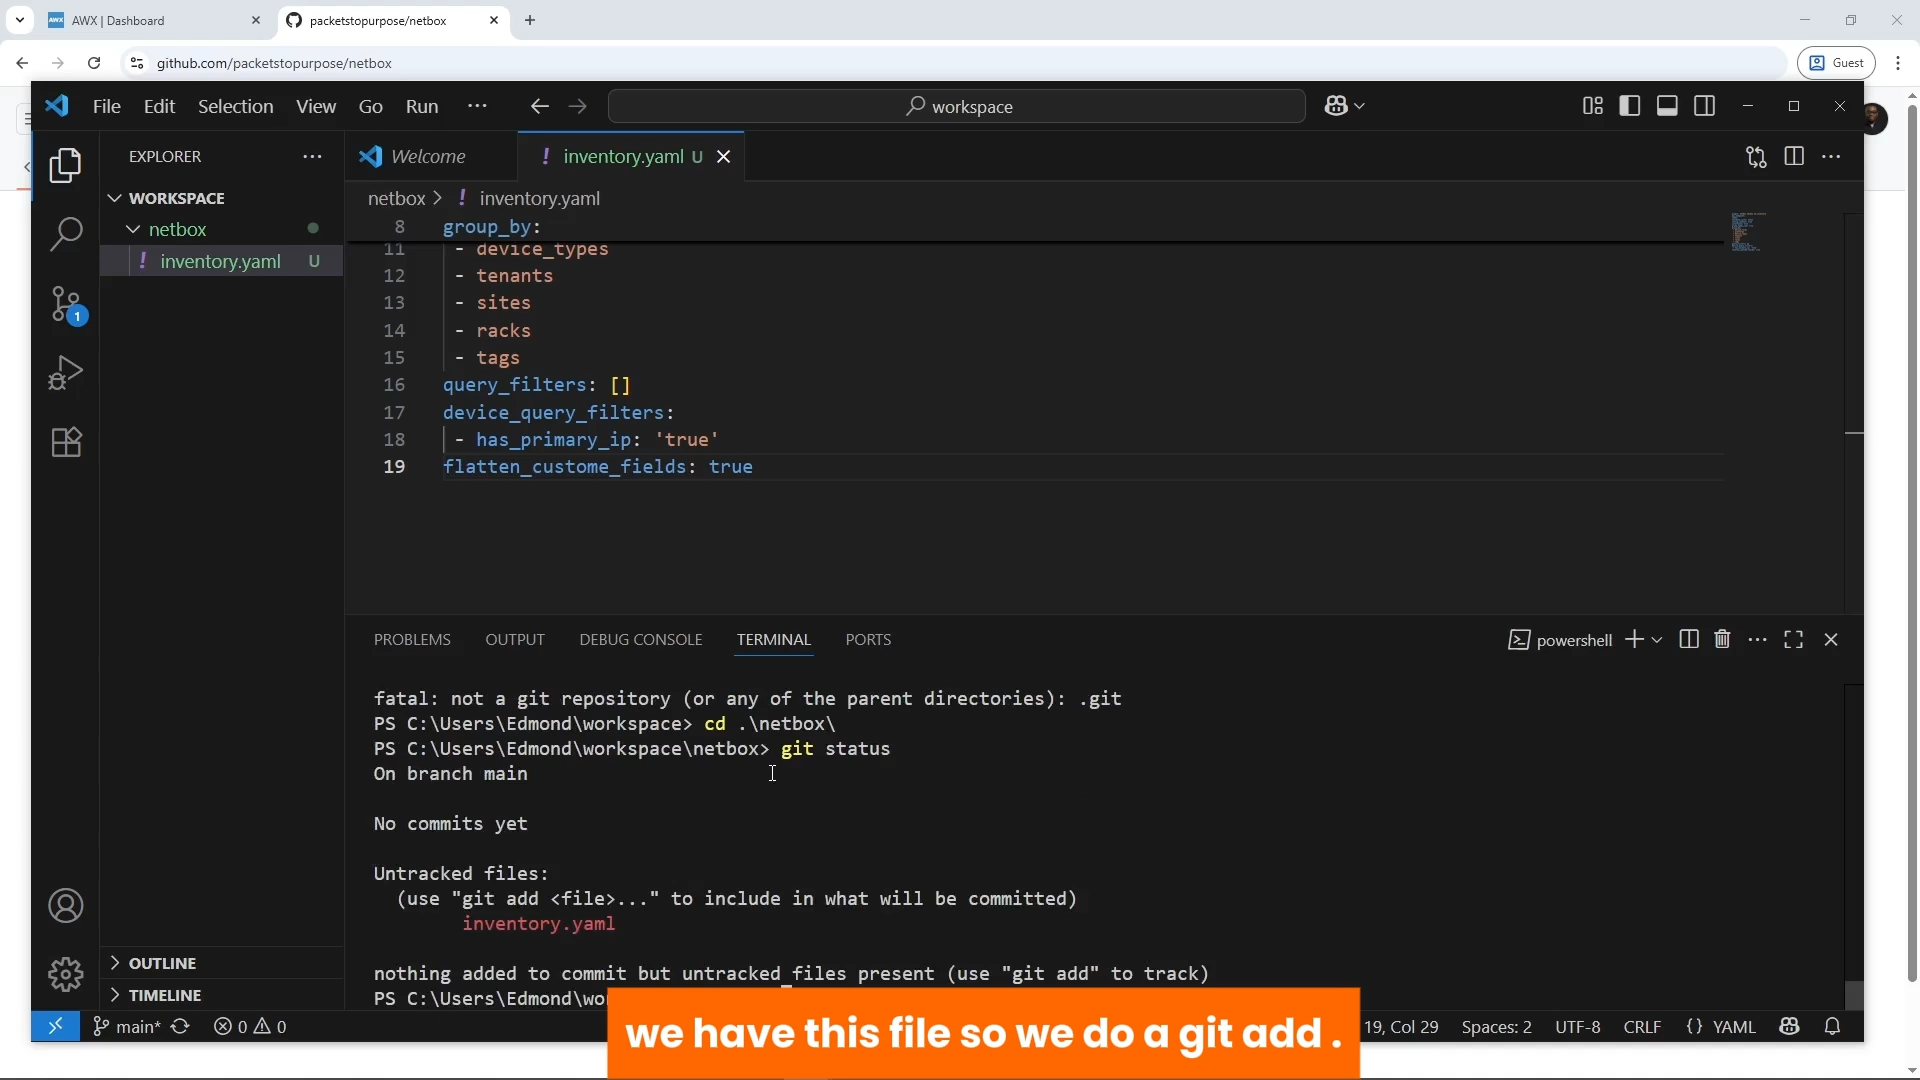 AWX | Dashboard
packetstopurpose/netbox
github.com/packetstopurpose/netbox
Guest
File Edit Selection View Go Run
workspace
EXPLORER
Welcome
! inventory.yaml U
WORKSPACE
netbox > ! inventory.yaml
netbox
! inventory.yaml U
8 group_by:
11 - device_types
12 - tenants
13 - sites
14 - racks
15 - tags
16 query_filters: []
17 device_query_filters:
18 - has_primary_ip: 'true'
19 flatten_custome_fields: true
1
PROBLEMS OUTPUT DEBUG CONSOLE TERMINAL PORTS
powershell
fatal: not a git repository (or any of the parent directories): .git
PS C:\Users\Edmond\workspace> cd .\netbox\
PS C:\Users\Edmond\workspace\netbox> git status
On branch main
No commits yet
Untracked files:
(use "git add <file>..." to include in what will be committed)
inventory.yaml
nothing added to commit but untracked files present (use "git add" to track)
PS C:\Users\Edmond\wo
OUTLINE
TIMELINE
main* 0 0
19, Col 29 Spaces: 2 UTF-8 CRLF {} YAML
we have this file so we do a git add .